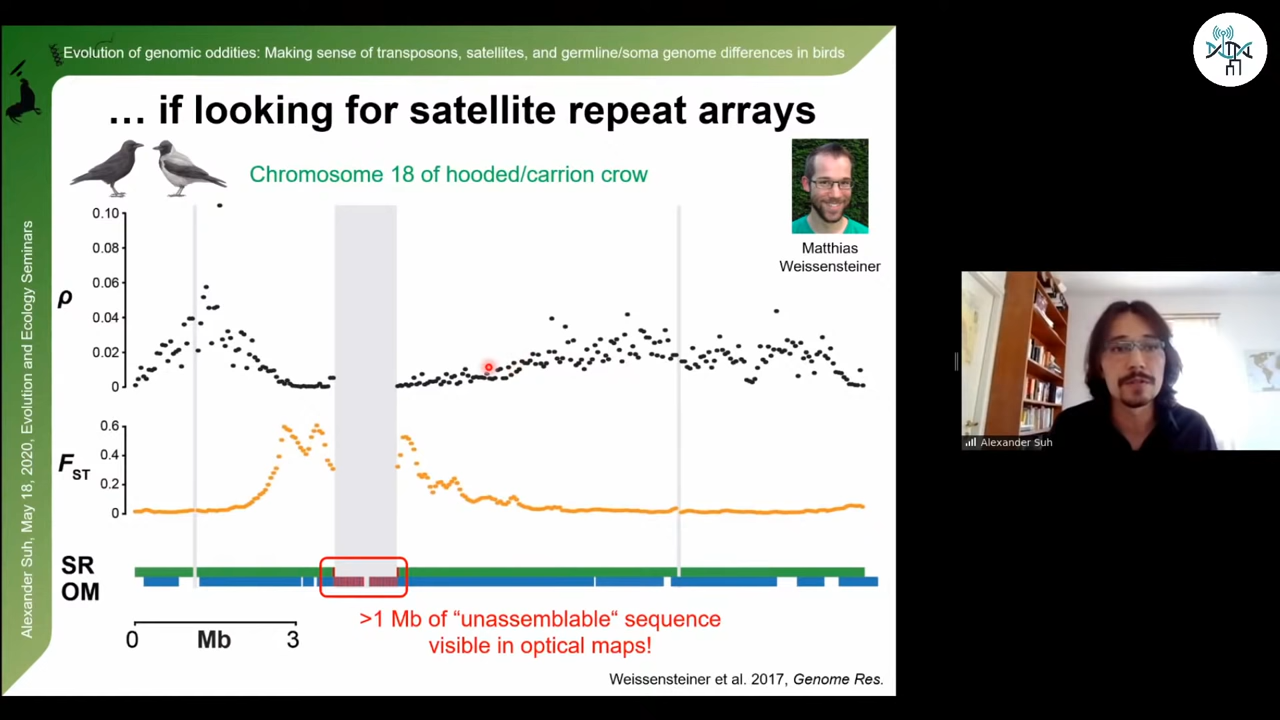 Evolution of genomic oddities: Making sense of transposons, satellites, and germline/soma genome differences in birds
… if looking for satellite repeat arrays
Chromosome 18 of hooded/carrion crow
Matthias
Weissensteiner
Alexander Suh, May 18, 2020, Evolution and Ecology Seminars
0.10
0.08
0.06
ρ
0.04
0.02
0
0.6
0.4
FST
0.2
0
SR
OM
>1 Mb of “unassemblable“ sequence
visible in optical maps!
0 Mb 3
Weissensteiner et al. 2017, Genome Res.
Alexander Suh